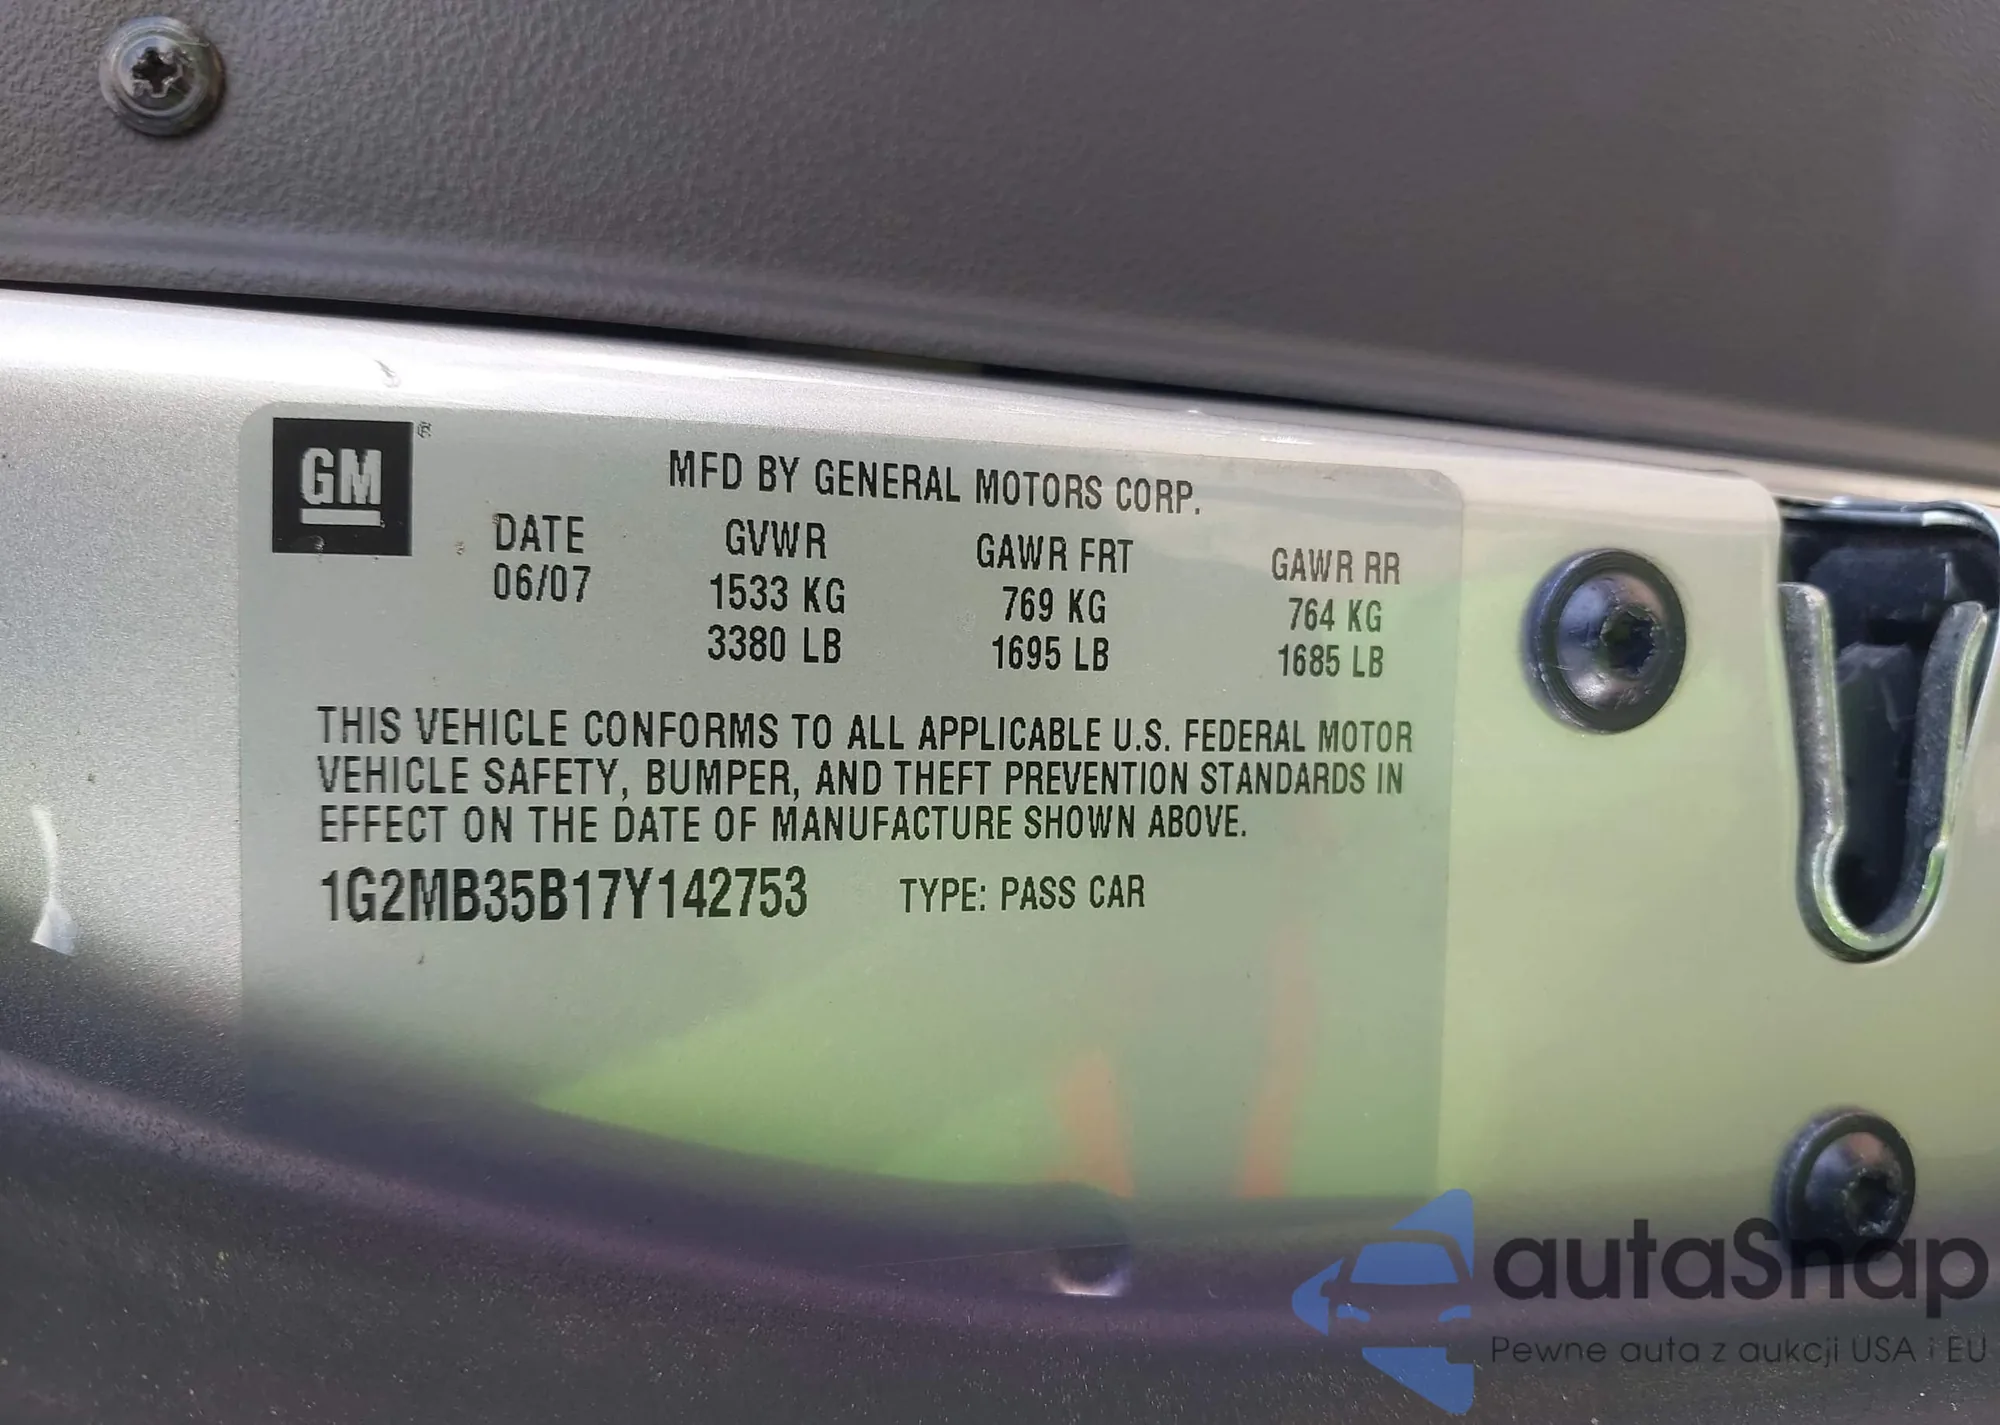 GM ®
MFD BY GENERAL MOTORS CORP.
DATE GVWR GAWR FRT GAWR RR
06/07 1533 KG 769 KG 764 KG
3380 LB 1695 LB 1685 LB
THIS VEHICLE CONFORMS TO ALL APPLICABLE U.S. FEDERAL MOTOR
VEHICLE SAFETY, BUMPER, AND THEFT PREVENTION STANDARDS IN
EFFECT ON THE DATE OF MANUFACTURE SHOWN ABOVE.
1G2MB35B17Y142753 TYPE: PASS CAR
autaSnap
Pewne auta z aukcji USA i EU